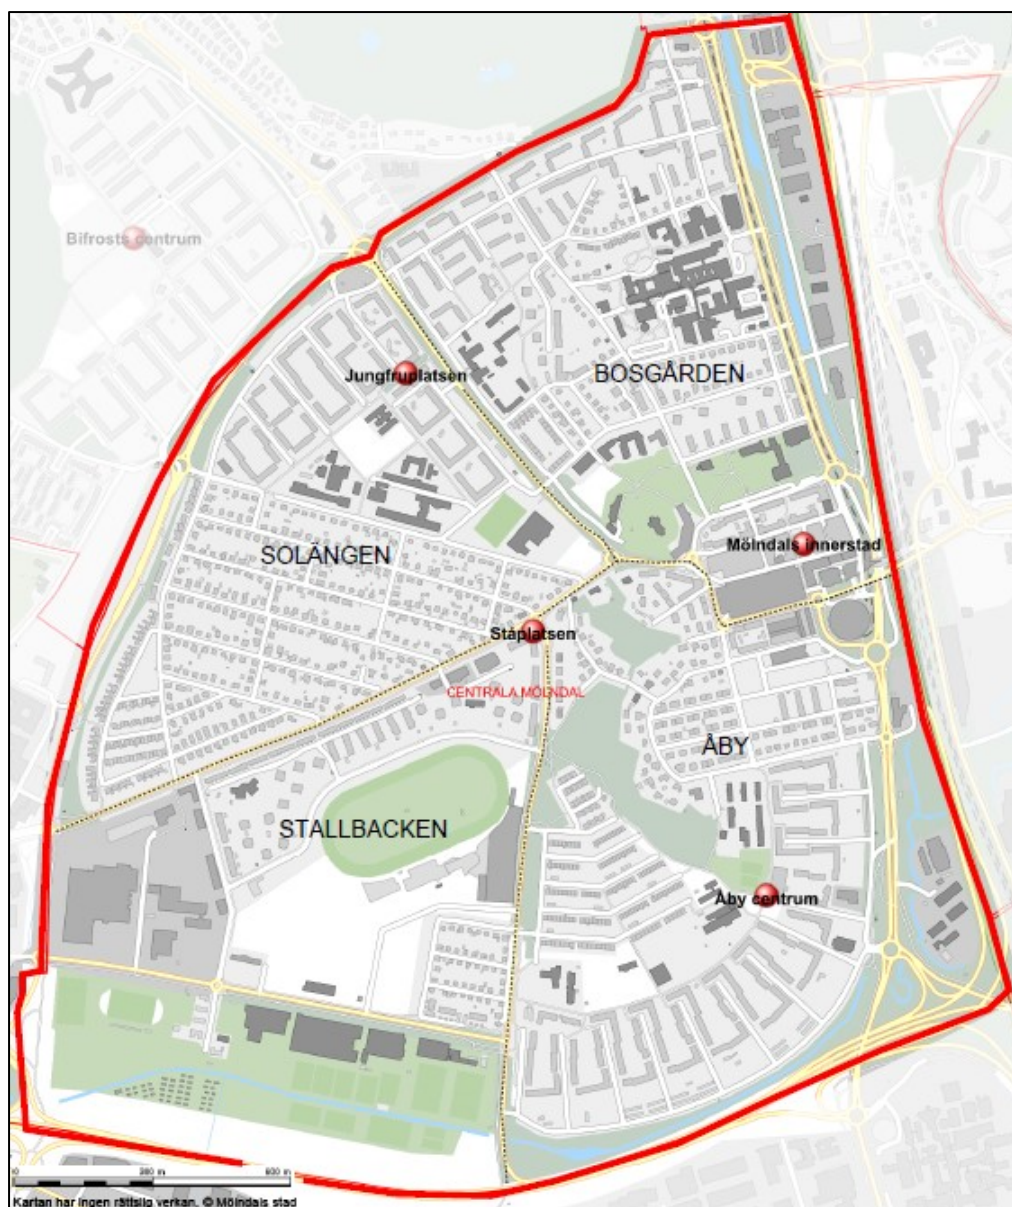 Bifrosts centrum
Jungfruplatsen
BOSGÅRDEN
Mölndals innerstad
SOLÄNGEN
Ståplatsen
CENTRALA MÖLNDAL
ÅBY
STALLBACKEN
Åby centrum
0 300 m 600 m
Kartan har ingen rättslig verkan. © Mölndals stad